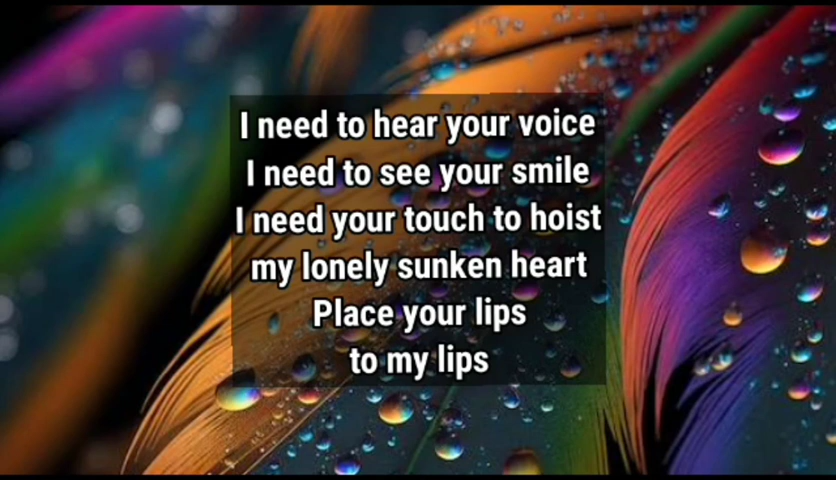 I need to hear your voice
I need to see your smile
I need your touch to hoist
my lonely sunken heart
Place your lips
to my lips